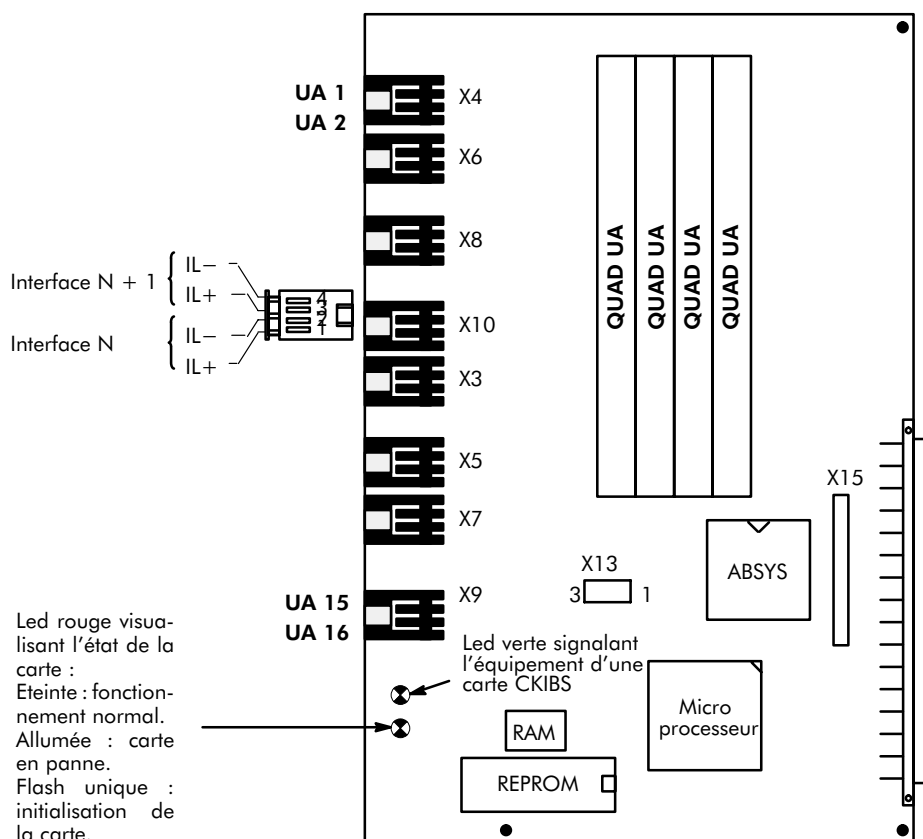 UA 1
UA 2
X4
X6
X8
Interface N + 1
IL−
IL+
Interface N
IL−
IL+
4
3
2
1
X10
X3
X5
X7
X9
UA 15
UA 16
QUAD UA
QUAD UA
QUAD UA
QUAD UA
X15
X13
3
1
ABSYS
Led rouge visua-
lisant l'état de la
carte :
Eteinte : fonction-
nement normal.
Allumée : carte
en panne.
Flash unique :
initialisation de
la carte.
Led verte signalant
l'équipement d'une
carte CKIBS
Micro
processeur
RAM
REPROM